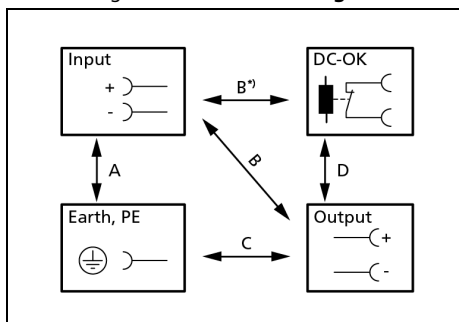 Input
+
-
B*)
DC-OK
A
B
D
Earth, PE
C
Output
+
-